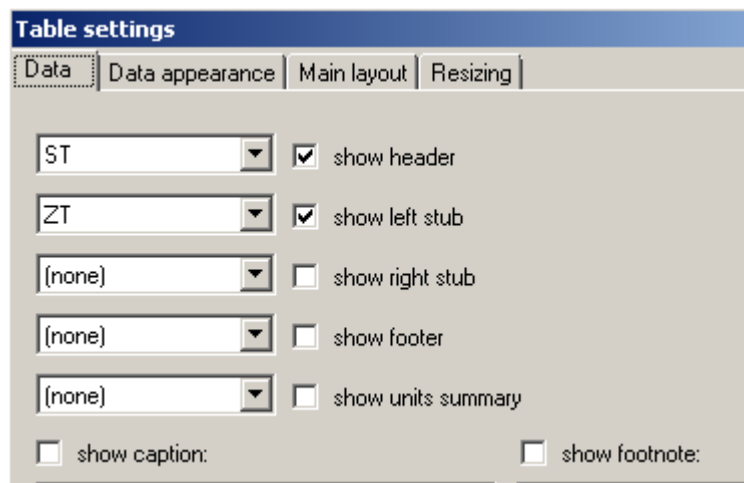 Table settings
Data Data appearance Main layout Resizing
ST show header
ZT show left stub
(none) show right stub
(none) show footer
(none) show units summary
show caption: show footnote: